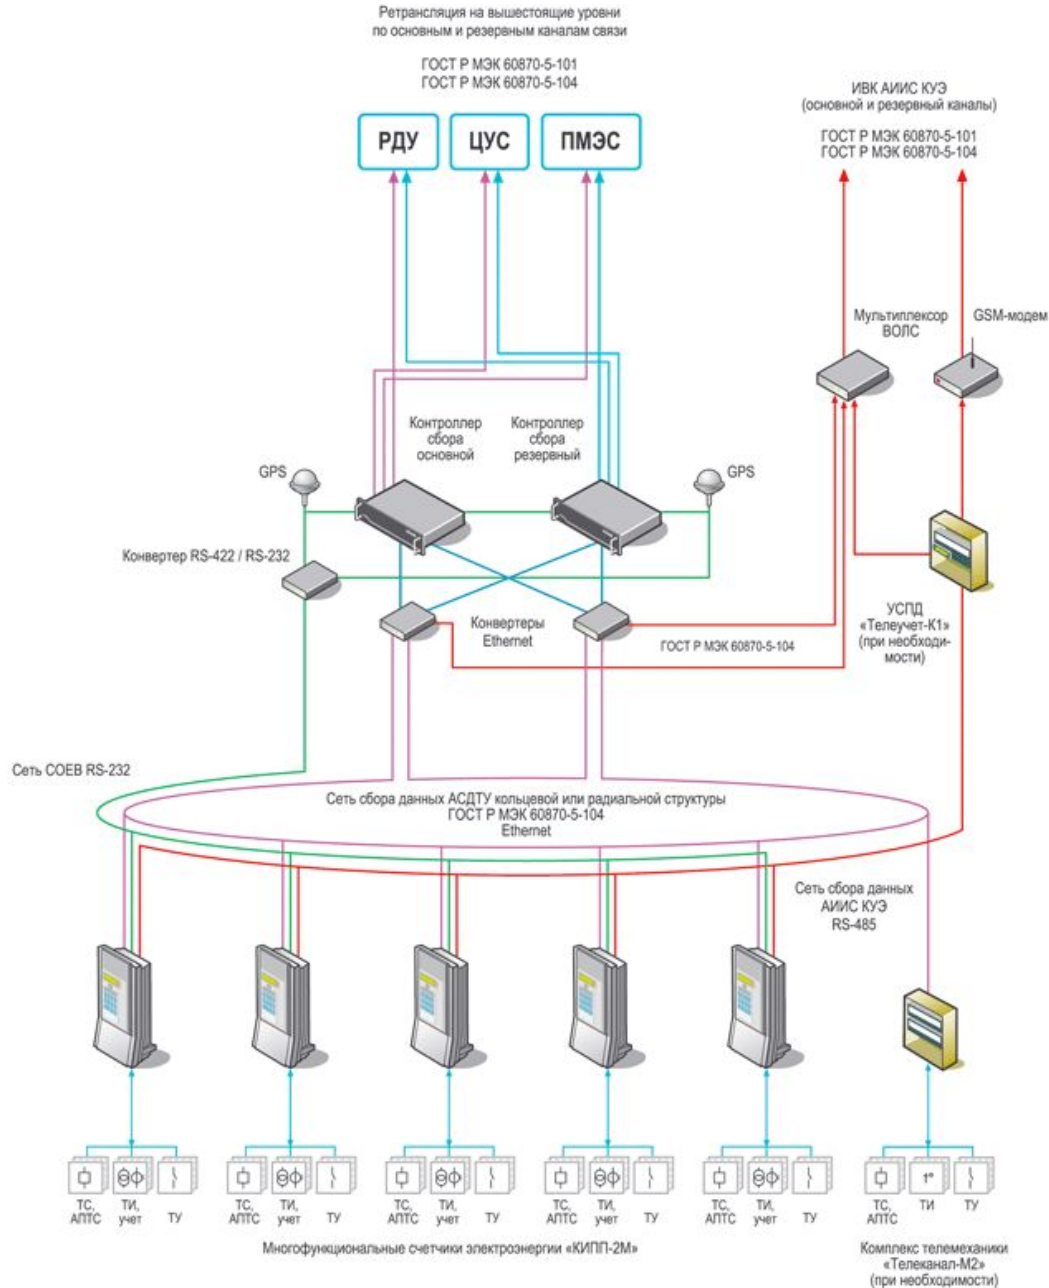 Ретрансляция на вышестоящие уровни
по основным и резервным каналам связи
ГОСТ Р МЭК 60870-5-101
ГОСТ Р МЭК 60870-5-104
ИВК АИИС КУЭ
(основной и резервный каналы)
ГОСТ Р МЭК 60870-5-101
ГОСТ Р МЭК 60870-5-104
РДУ
ЦУС
ПМЭС
Мультиплексор
ВОЛС
GSM-модем
Контроллер
сбора
основной
Контроллер
сбора
резервный
GPS
GPS
Конвертер RS-422 / RS-232
Конвертеры
Ethernet
ГОСТ Р МЭК 60870-5-104
УСПД
«Телеучет-К1»
(при необходи-
мости)
Сеть СОЕВ RS-232
Сеть сбора данных АСДТУ кольцевой или радиальной структуры
ГОСТ Р МЭК 60870-5-104
Ethernet
Сеть сбора данных
АИИС КУЭ
RS-485
1°
ТС,
АПТС
ТИ,
учет
ТУ
ТС,
АПТС
ТИ,
учет
ТУ
ТС,
АПТС
ТИ,
учет
ТУ
ТС,
АПТС
ТИ,
учет
ТУ
ТС,
АПТС
ТИ,
учет
ТУ
ТС,
АПТС
ТИ
ТУ
Многофункциональные счетчики электроэнергии «КИПП-2М»
Комплекс телемеханики
«Телеканал-М2»
(при необходимости)